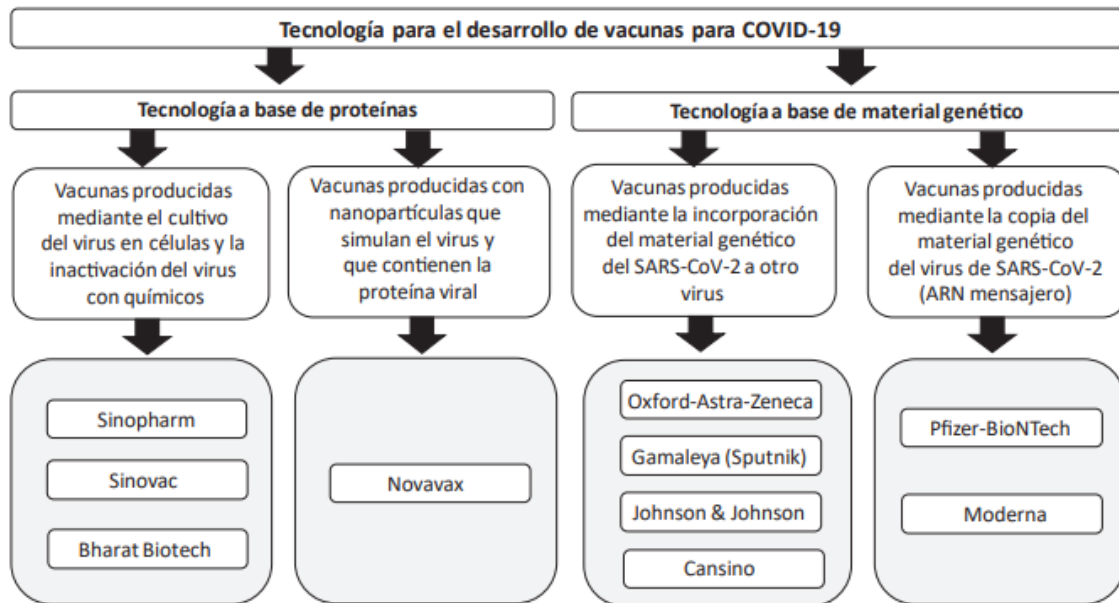 Tecnología para el desarrollo de vacunas para COVID-19
Tecnología a base de proteínas
Tecnología a base de material genético
Vacunas producidas
mediante el cultivo
del virus en células y la
inactivación del virus
con químicos
Vacunas producidas con
nanopartículas que
simulan el virus y
que contienen la
proteína viral
Vacunas producidas
mediante la incorporación
del material genético
del SARS-CoV-2 a otro
virus
Vacunas producidas
mediante la copia del
material genético
del virus de SARS-CoV-2
(ARN mensajero)
Sinopharm
Sinovac
Bharat Biotech
Novavax
Oxford-Astra-Zeneca
Gamaleya (Sputnik)
Johnson & Johnson
Cansino
Pfizer-BioNTech
Moderna